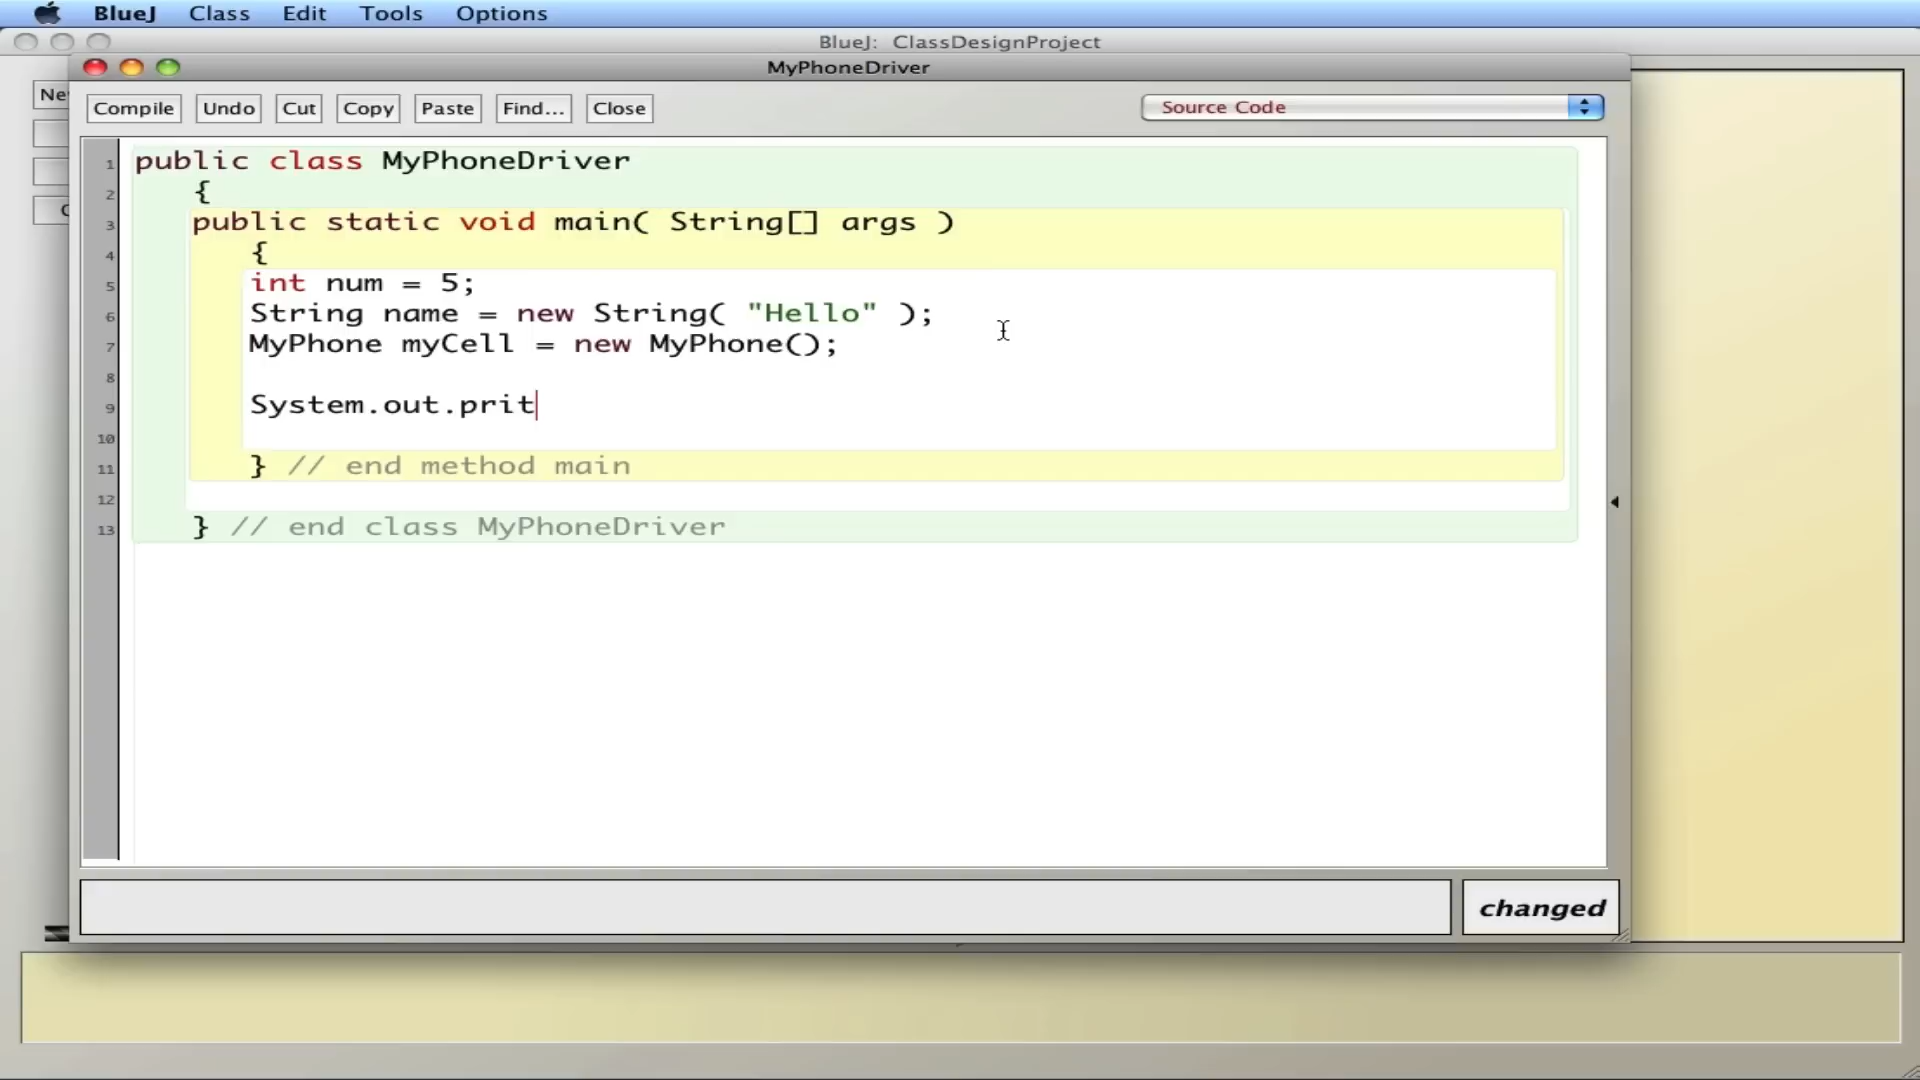 BlueJ Class Edit Tools Options
BlueJ: ClassDesignProject
MyPhoneDriver
Compile Undo Cut Copy Paste Find... Close Source Code
1 public class MyPhoneDriver
2 {
3 public static void main( String[] args )
4 {
5 int num = 5;
6 String name = new String( "Hello" );
7 MyPhone myCell = new MyPhone();
8
9 System.out.prit
10
11 } // end method main
12
13 } // end class MyPhoneDriver
changed